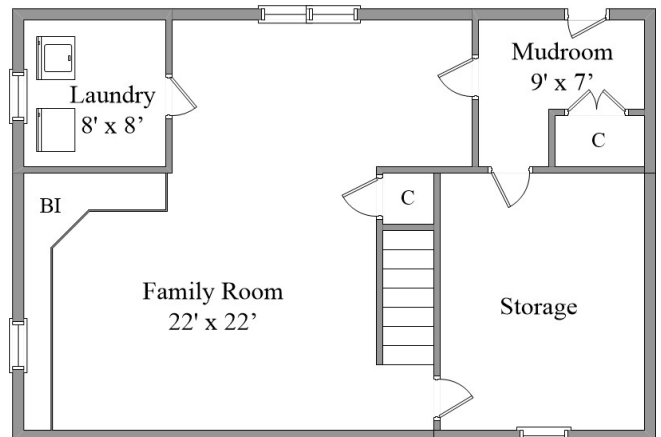 Laundry
8' x 8’
Mudroom
9' x 7’
C
BI
C
Family Room
22' x 22’
Storage